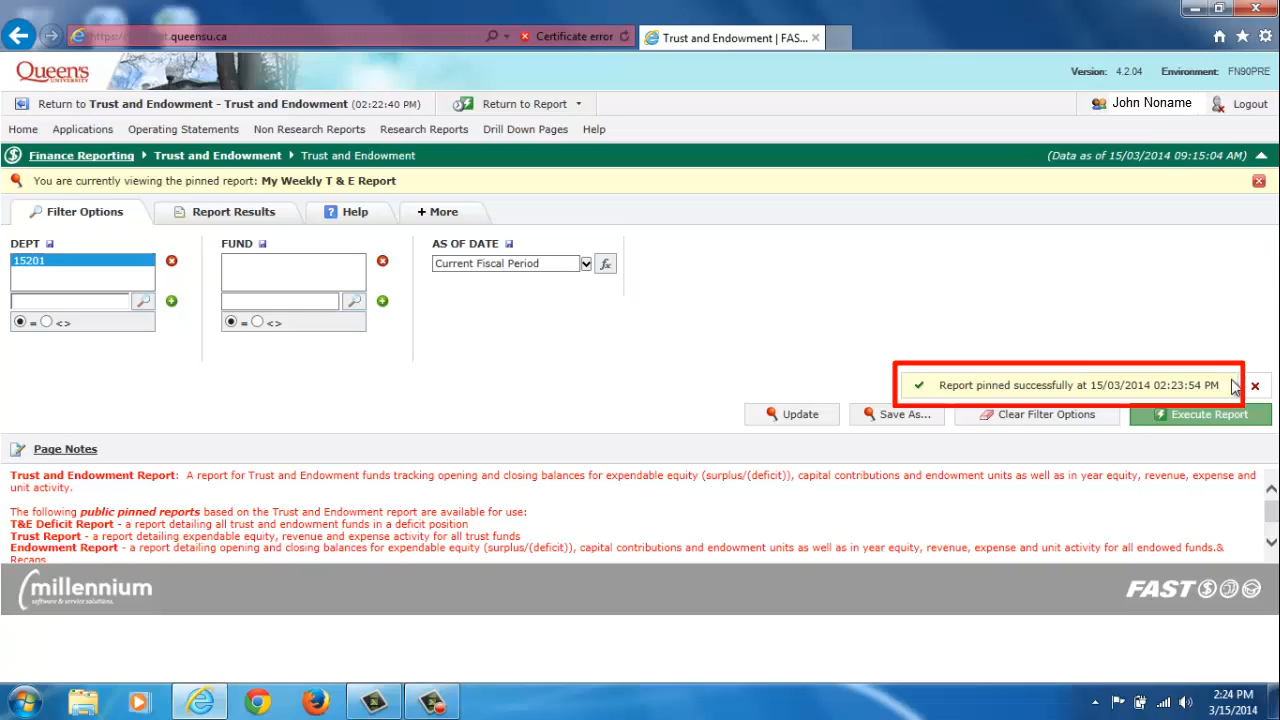 https:// .queensu.ca
Certificate error
Trust and Endowment | FAS...
Queen's
UNIVERSITY
Version: 4.2.04 Environment: FN90PRE
Return to Trust and Endowment - Trust and Endowment (02:22:40 PM)
Return to Report
John Noname
Logout
Home Applications Operating Statements Non Research Reports Research Reports Drill Down Pages Help
Finance Reporting Trust and Endowment Trust and Endowment
(Data as of 15/03/2014 09:15:04 AM)
You are currently viewing the pinned report: My Weekly T & E Report
Filter Options Report Results ? Help + More
DEPT FUND AS OF DATE
15201
Current Fiscal Period
fx
= <>
= <>
Report pinned successfully at 15/03/2014 02:23:54 PM
Update Save As... Clear Filter Options Execute Report
Page Notes
Trust and Endowment Report: A report for Trust and Endowment funds tracking opening and closing balances for expendable equity (surplus/(deficit)), capital contributions and endowment units as well as in year equity, revenue, expense and
unit activity.
The following public pinned reports based on the Trust and Endowment report are available for use:
T&E Deficit Report - a report detailing all trust and endowment funds in a deficit position
Trust Report - a report detailing expendable equity, revenue and expense activity for all trust funds
Endowment Report - a report detailing opening and closing balances for expendable equity (surplus/(deficit)), capital contributions and endowment units as well as in year equity, revenue, expense and unit activity for all endowed funds.&
Recaps
millennium
software & service solutions.
FAST
2:24 PM
3/15/2014